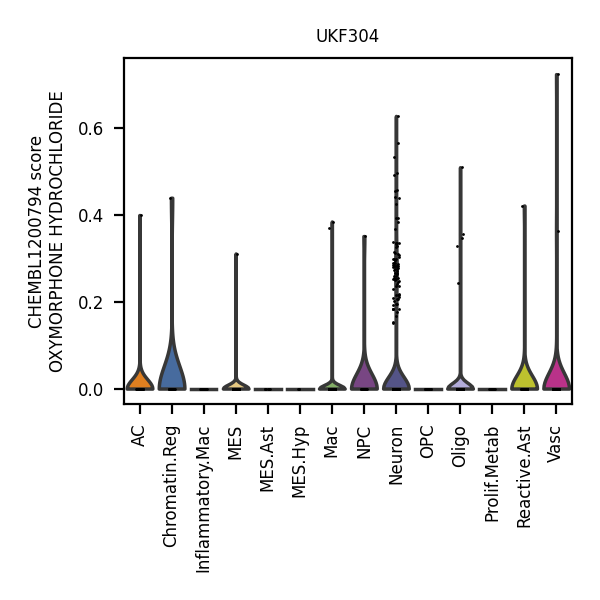 UKF304
CHEMBL1200794 score
OXYMORPHONE HYDROCHLORIDE
0.6
0.4
0.2
0.0
AC
Chromatin.Reg
Inflammatory.Mac
MES
MES.Ast
MES.Hyp
Mac
NPC
Neuron
OPC
Oligo
Prolif.Metab
Reactive.Ast
Vasc